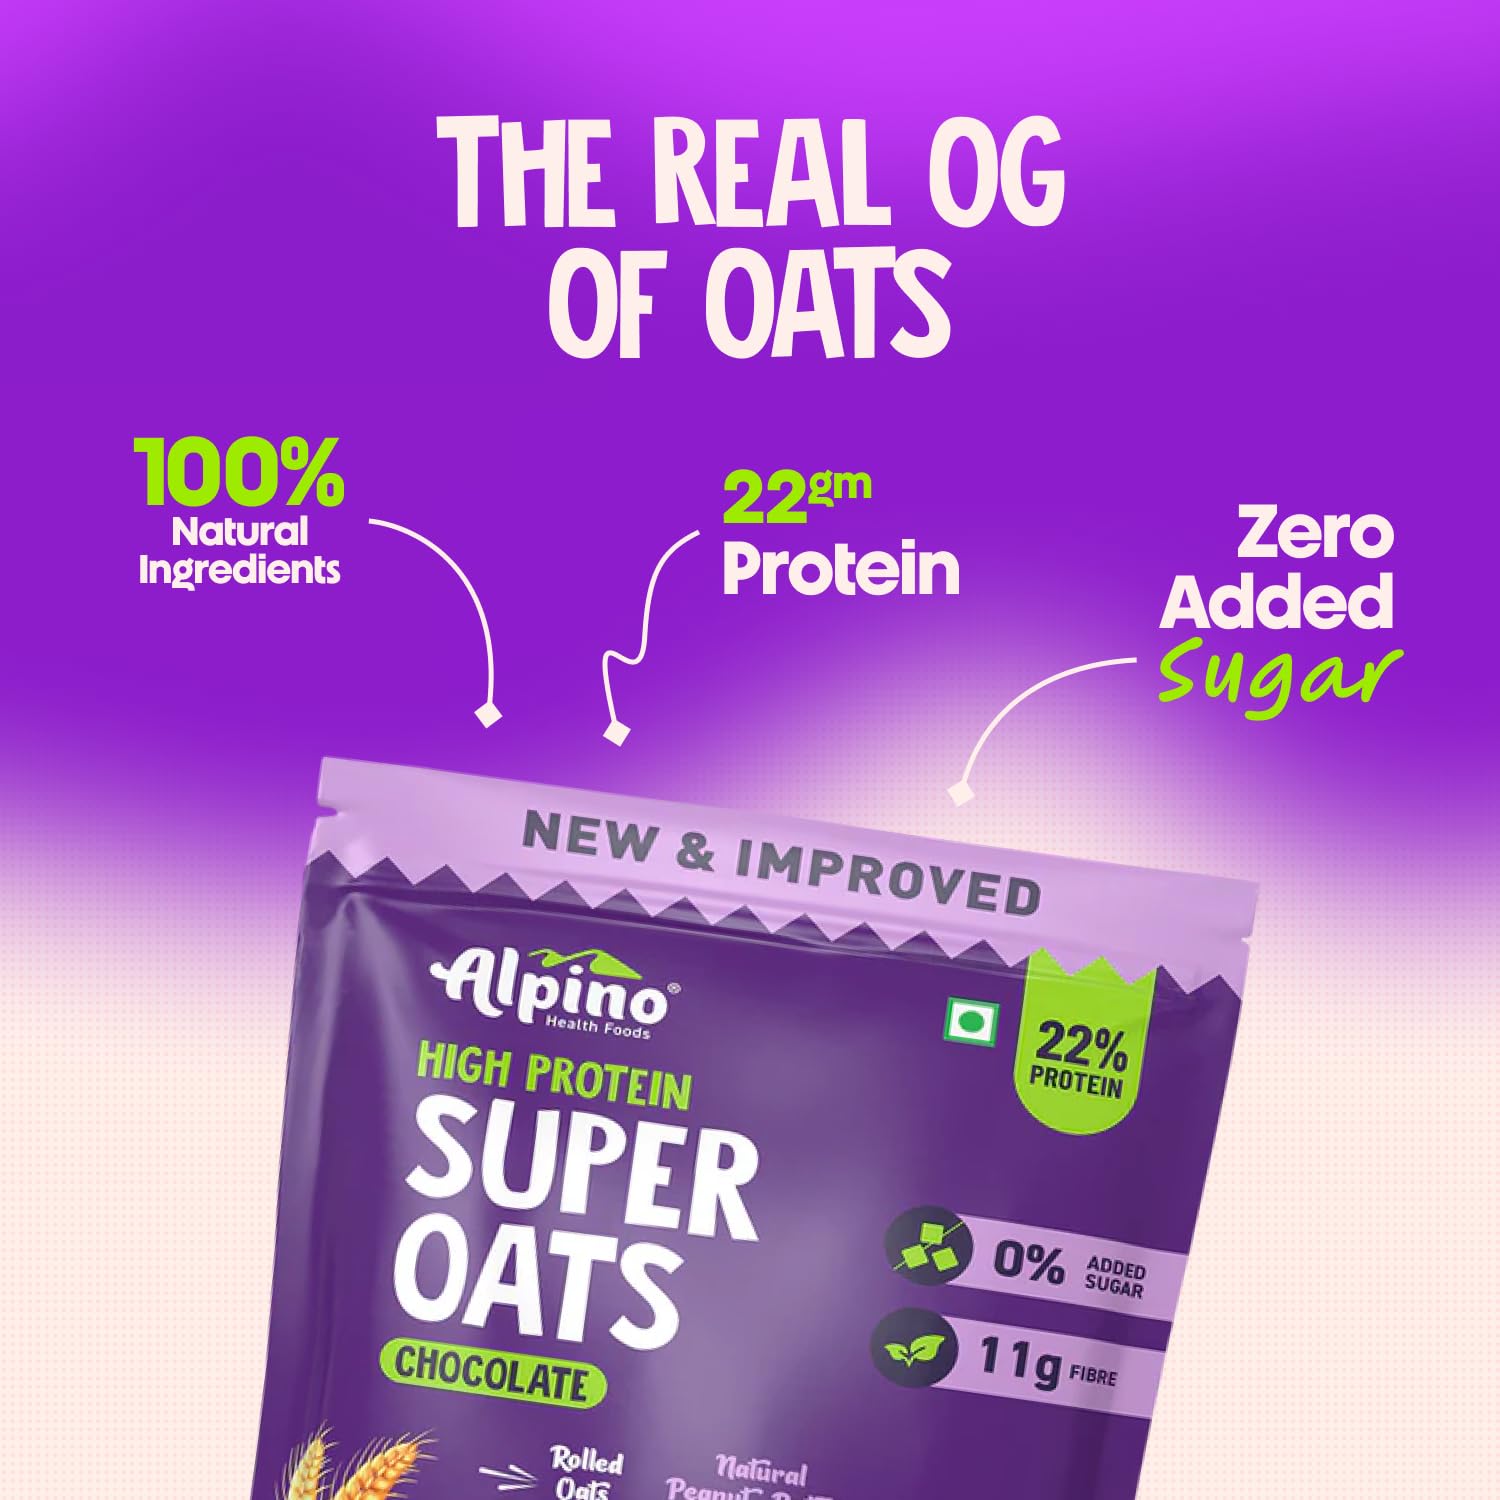 THE REAL OG
OF OATS
100%
Natural
Ingredients
22gm
Protein
Zero
Added
Sugar
NEW & IMPROVED
Alpino®
Health Foods
22%
PROTEIN
HIGH PROTEIN
SUPER
OATS
CHOCOLATE
0% ADDED
SUGAR
11g FIBRE
Rolled
Oats
Natural
Peanut